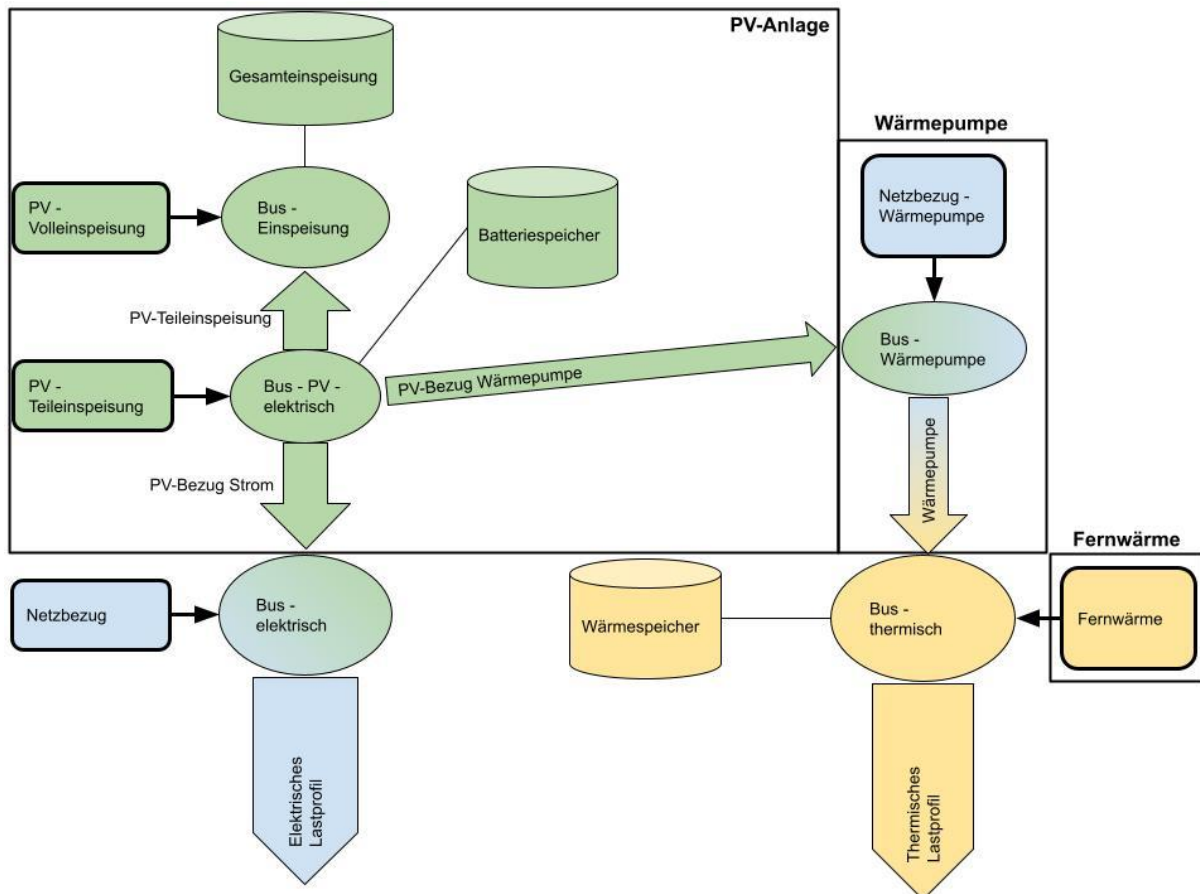 PV-Anlage
Gesamteinspeisung
Wärmepumpe
PV -
Volleinspeisung
Bus -
Einspeisung
Batteriespeicher
Netzbezug -
Wärmepumpe
PV-Teileinspeisung
Bus -
Wärmepumpe
PV -
Teileinspeisung
Bus - PV -
elektrisch
PV-Bezug Wärmepumpe
Wärmepumpe
PV-Bezug Strom
Fernwärme
Netzbezug
Bus -
elektrisch
Wärmespeicher
Bus -
thermisch
Fernwärme
Elektrisches
Lastprofil
Thermisches
Lastprofil